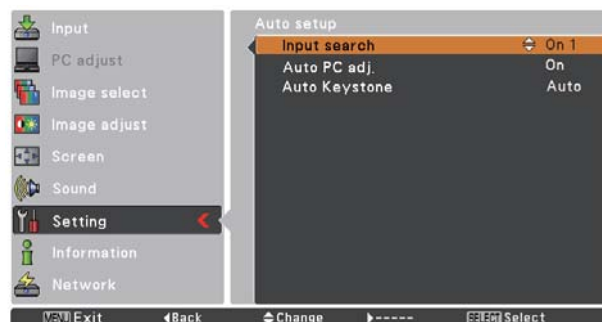 Input
PC adjust
Image select
Image adjust
Screen
Sound
Setting
Information
Network
Auto setup
Input search On 1
Auto PC adj. On
Auto Keystone Auto
MENU Exit Back Change ----- SELECT Select